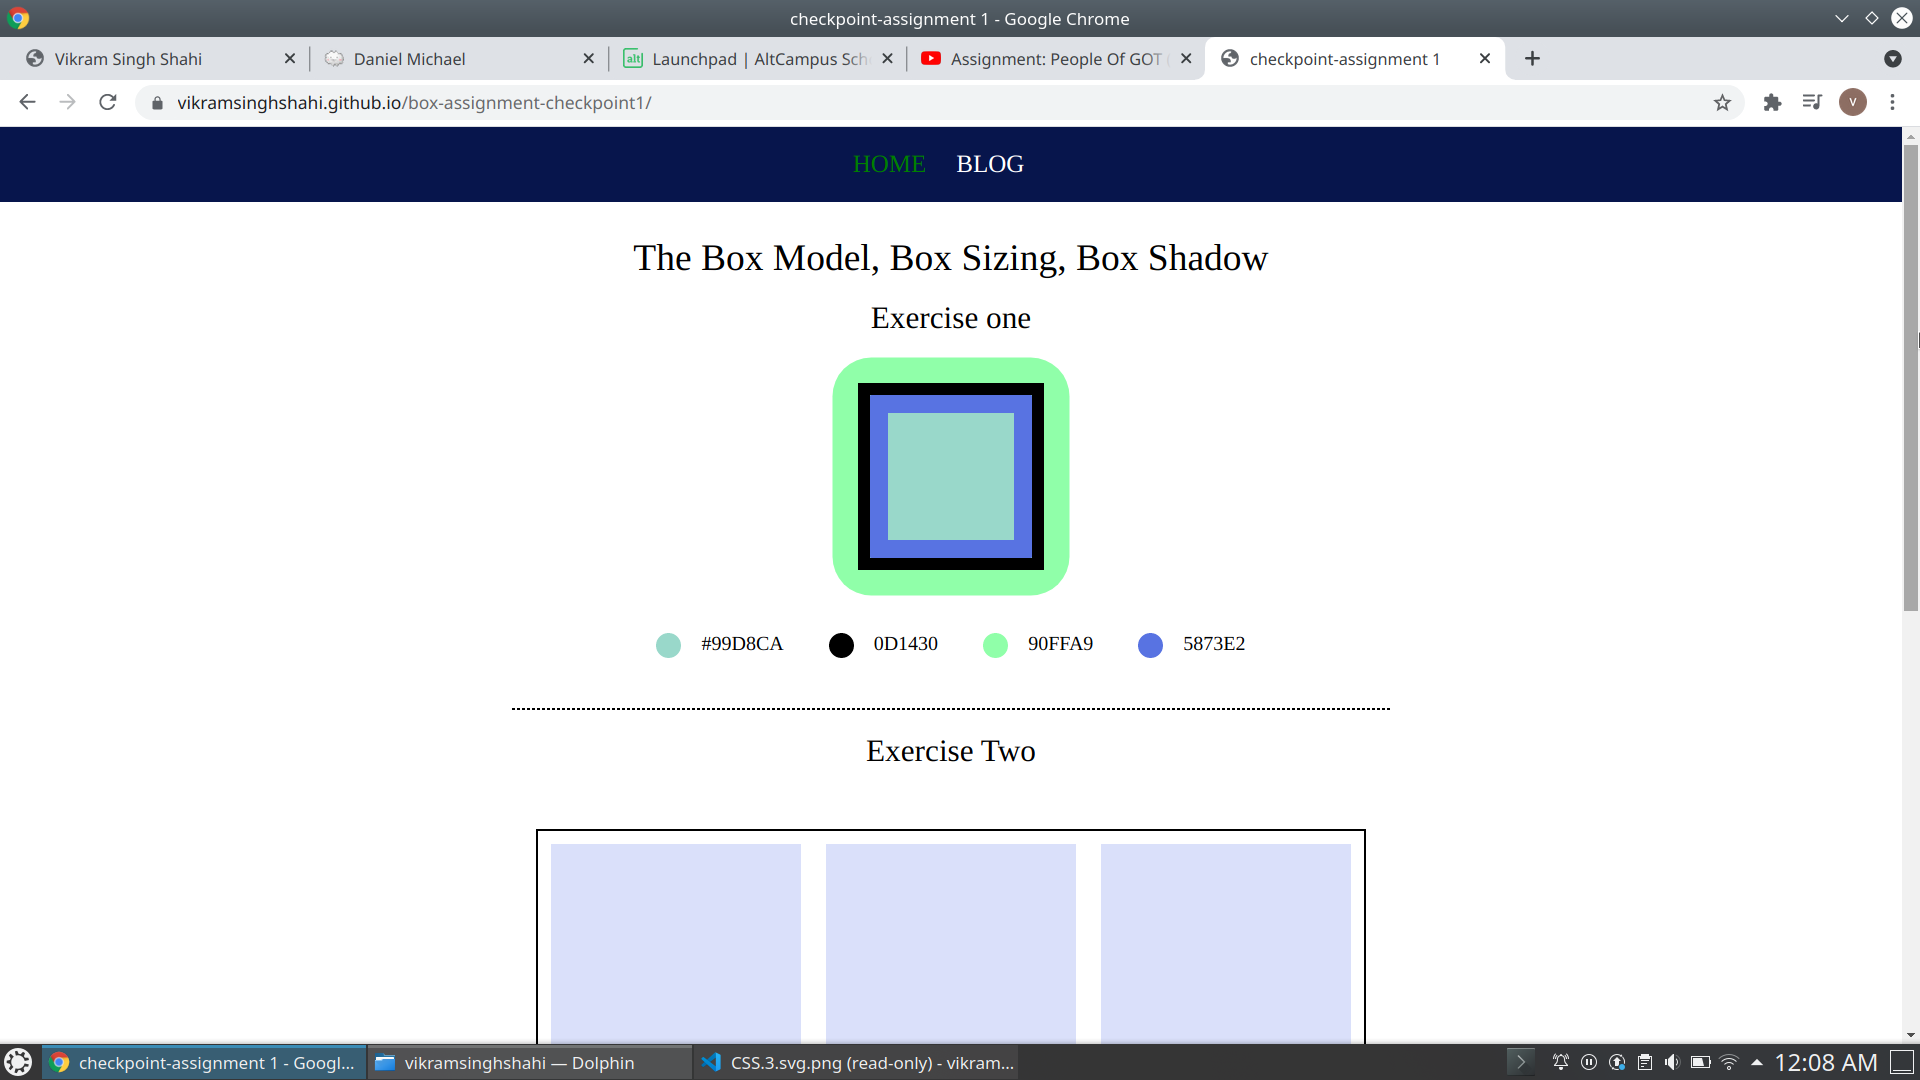 checkpoint-assignment 1 - Google Chrome
Vikram Singh Shahi
Daniel Michael
alt Launchpad | AltCampus Sch
Assignment: People Of GOT (
checkpoint-assignment 1
vikramsinghshahi.github.io/box-assignment-checkpoint1/
V
HOME BLOG
The Box Model, Box Sizing, Box Shadow
Exercise one
#99D8CA 0D1430 90FFA9 5873E2
Exercise Two
checkpoint-assignment 1 - Googl...
vikramsinghshahi — Dolphin
CSS.3.svg.png (read-only) - vikram...
12:08 AM